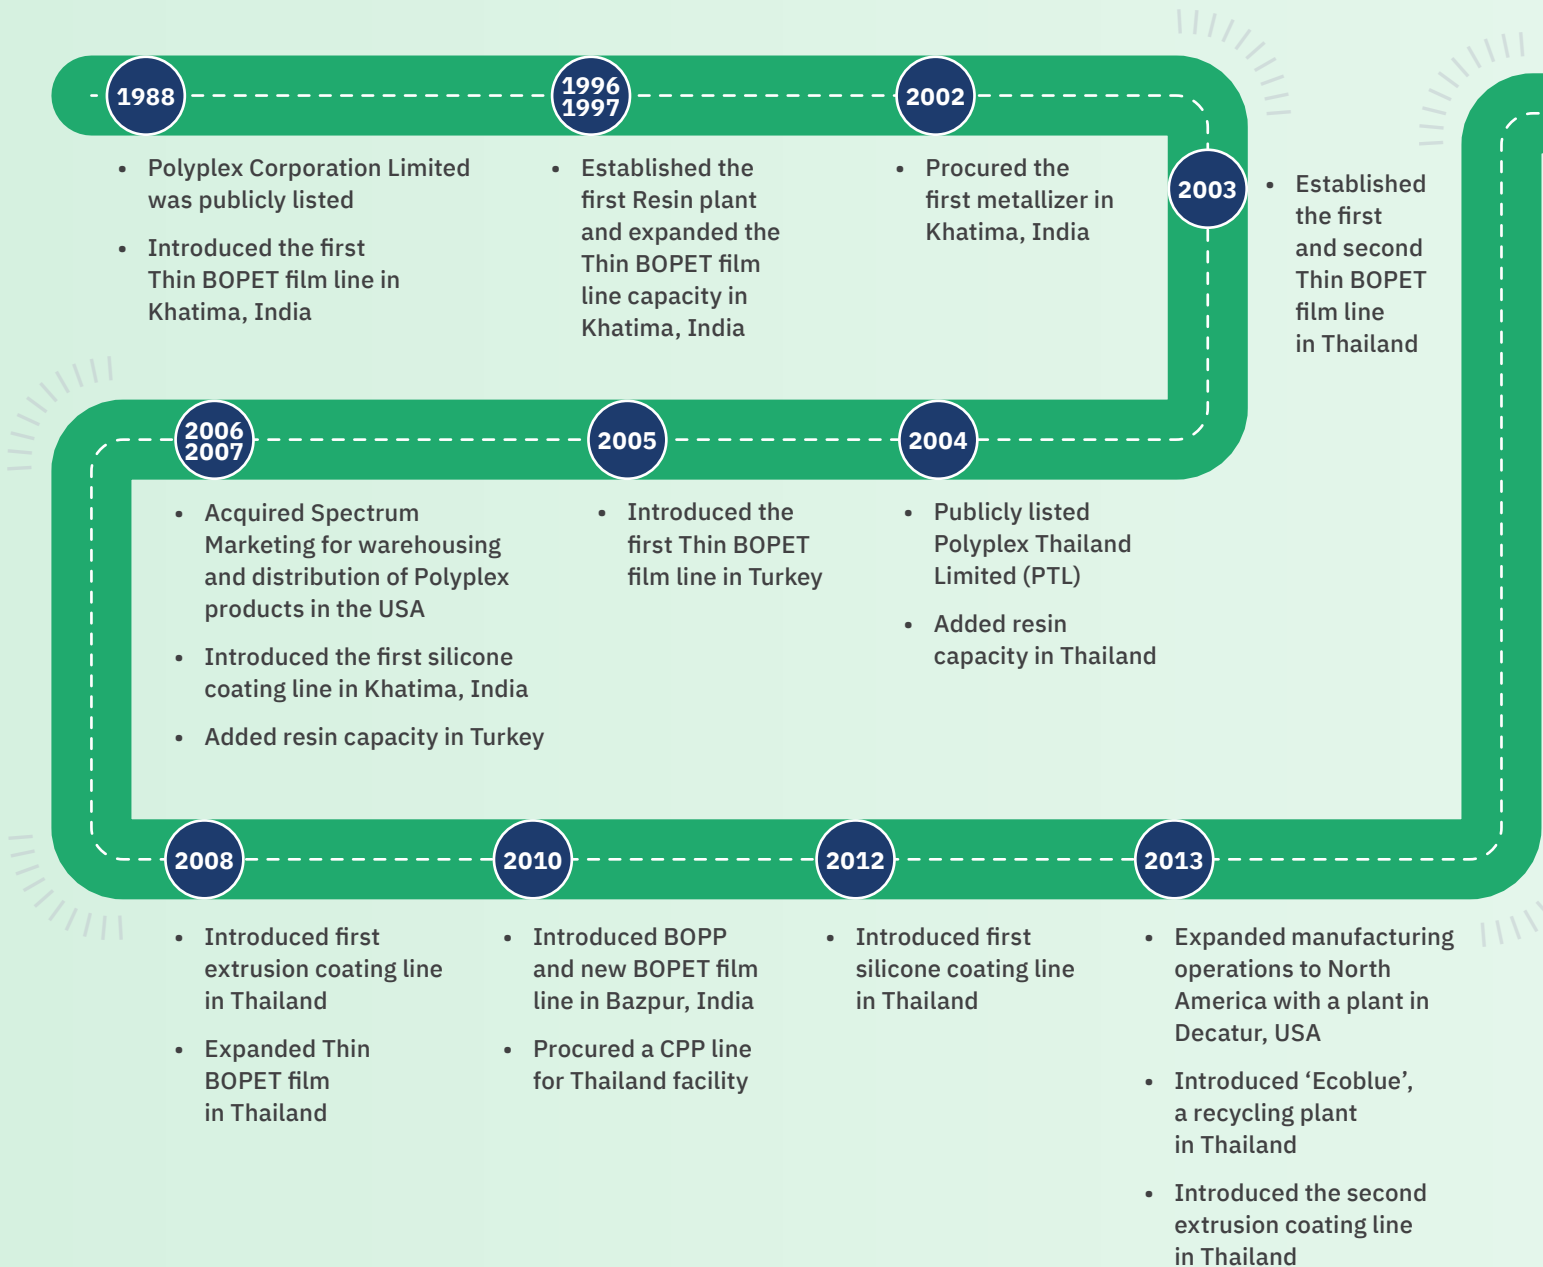 1988
• Polyplex Corporation Limited
was publicly listed
• Introduced the first
Thin BOPET film line in
Khatima, India
1996
1997
• Established the
first Resin plant
and expanded the
Thin BOPET film
line capacity in
Khatima, India
2002
• Procured the
first metallizer in
Khatima, India
2003
• Established
the first
and second
Thin BOPET
film line
in Thailand
2004
• Publicly listed
Polyplex Thailand
Limited (PTL)
• Added resin
capacity in Thailand
2005
• Introduced the
first Thin BOPET
film line in Turkey
2006
2007
• Acquired Spectrum
Marketing for warehousing
and distribution of Polyplex
products in the USA
• Introduced the first silicone
coating line in Khatima, India
• Added resin capacity in Turkey
2008
• Introduced first
extrusion coating line
in Thailand
• Expanded Thin
BOPET film
in Thailand
2010
• Introduced BOPP
and new BOPET film
line in Bazpur, India
• Procured a CPP line
for Thailand facility
2012
• Introduced first
silicone coating line
in Thailand
2013
• Expanded manufacturing
operations to North
America with a plant in
Decatur, USA
• Introduced ‘Ecoblue’,
a recycling plant
in Thailand
• Introduced the second
extrusion coating line
in Thailand